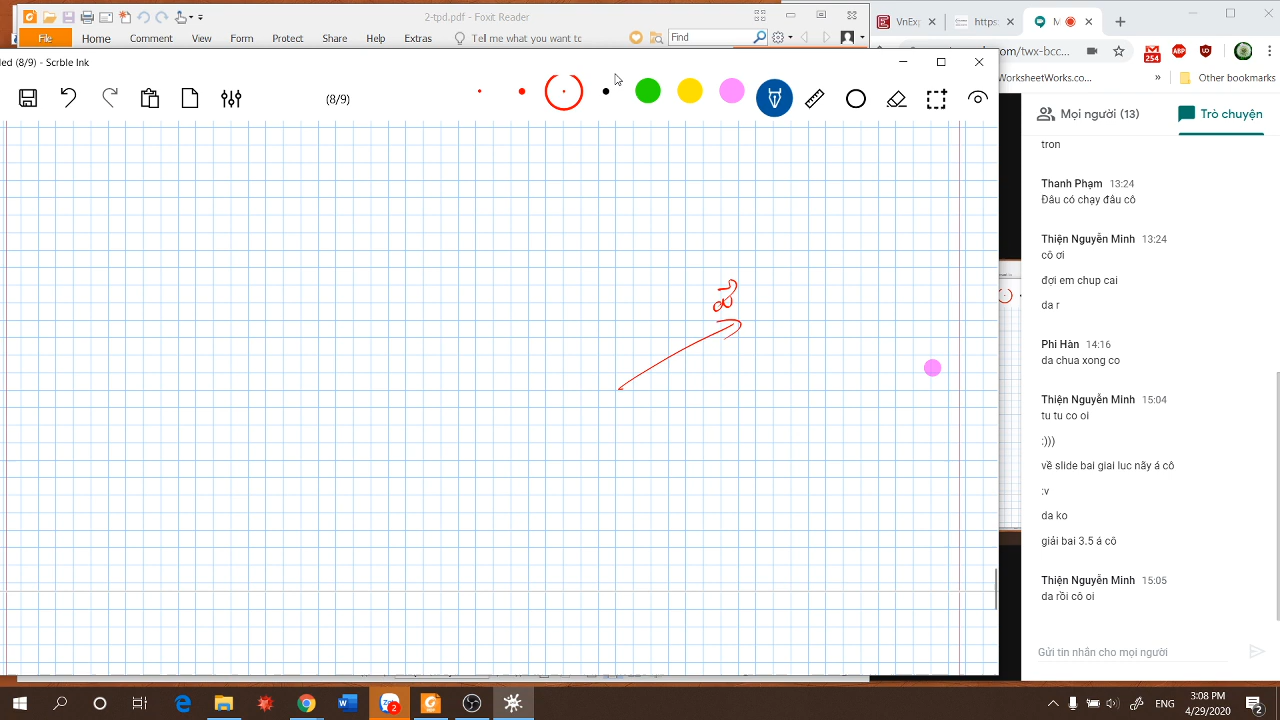 2-tpd.pdf - Foxit Reader
File Home Comment View Form Protect Share Help Extras Tell me what you want tc Find
led (8/9) - Scrble Ink
(8/9)
VnExp
https:
M
om/twx-bcc
254
ABP
WorksheetWorks.co...
»
Other bookmarks
Mọi người (13)
Trò chuyện
tron
Thanh Phạm 13:24
Đâu có chạy đâu cô
Thiện Nguyễn Minh 13:24
cô ơi
đợi em chup cai
da r
Phi Hàn 14:16
da chua xong co
Thiện Nguyễn Minh 15:04
tu tu co oi
:)))
về slide bai giai luc nãy á cô
:v
da ko
giải bai 3.5 á cô
Thiện Nguyễn Minh 15:05
da rồi cô oi
Gửi tin nhắn cho mọi người
2
ENG
3:08 PM
4/29/2020
2